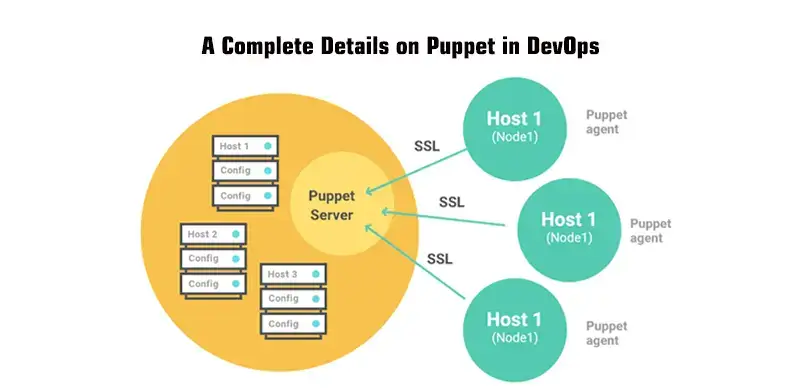 A Complete Details on Puppet in DevOps
Host 1
Config
Config
Host 2
Config
Config
Host 3
Config
Config
Puppet
Server
SSL
SSL
SSL
Host 1
(Node1)
Puppet
agent
Host 1
(Node1)
Puppet
agent
Host 1
(Node1)
Puppet
agent